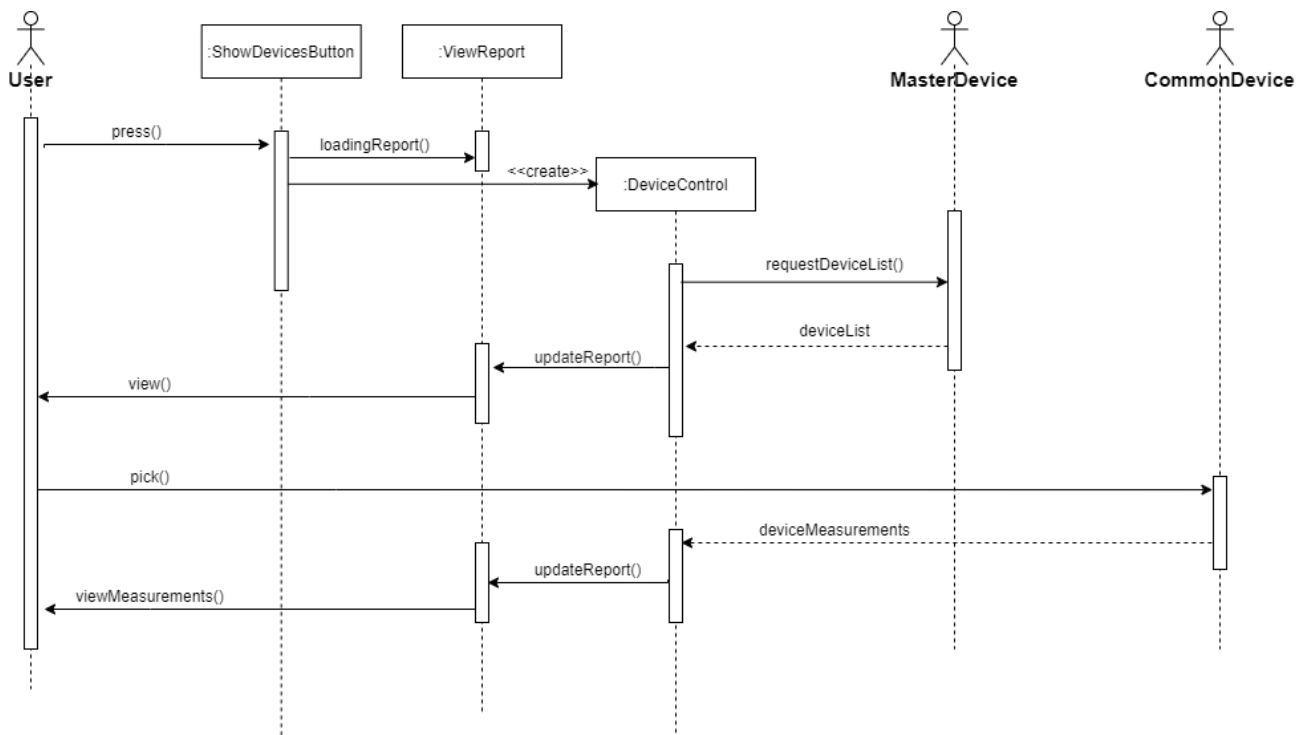 User
:ShowDevicesButton
:ViewReport
MasterDevice
CommonDevice
press()
loadingReport()
<<create>>
:DeviceControl
requestDeviceList()
deviceList
updateReport()
view()
pick()
deviceMeasurements
updateReport()
viewMeasurements()